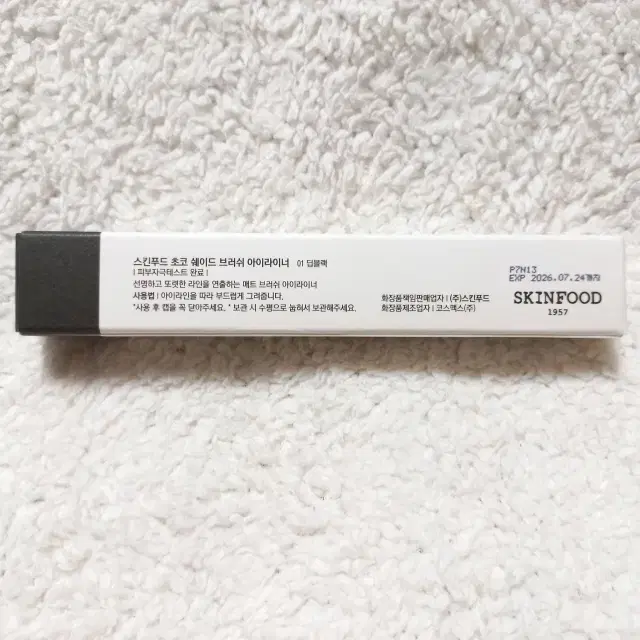 스킨푸드 초코 쉐이드 브러쉬 아이라이너 01 딥블랙
| 피부자극테스트 완료 |
선명하고 또렷한 라인을 연출하는 매트 브러쉬 아이라이너
사용법 | 아이라인을 따라 부드럽게 그려줍니다.
*사용 후 캡을 꼭 닫아주세요. * 보관 시 수평으로 눕혀서 보관해주세요.
화장품책임판매업자 | (주)스킨푸드
화장품제조업자 | 코스맥스(주)
P7N13
EXP 2026.07.24까지
SKINFOOD
1957